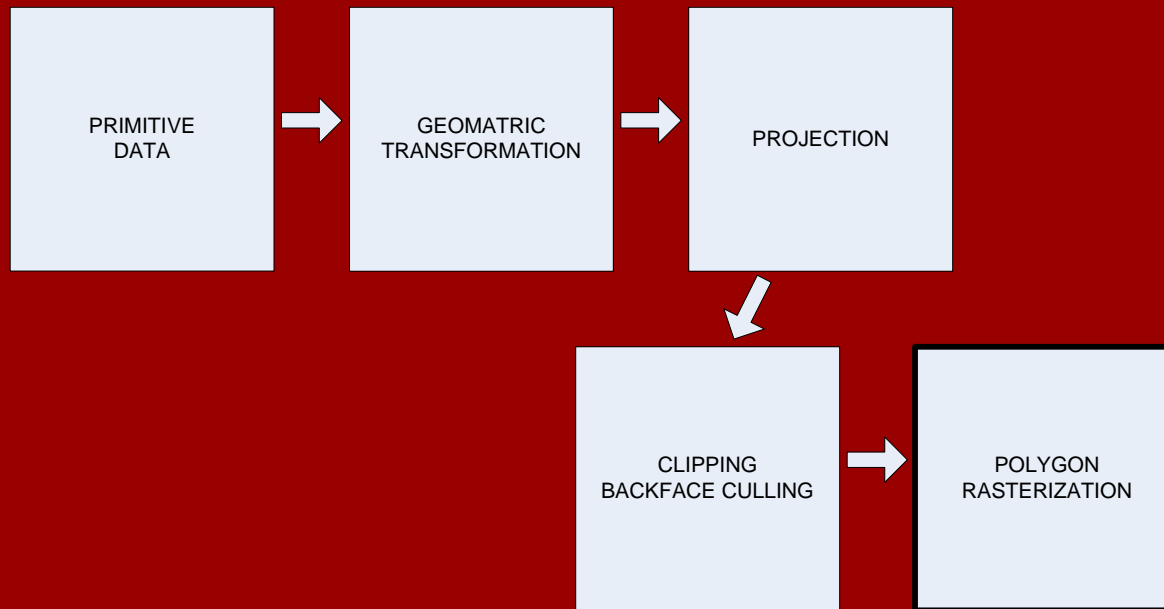 PRIMITIVE
DATA
GEOMATRIC
TRANSFORMATION
PROJECTION
CLIPPING
BACKFACE CULLING
POLYGON
RASTERIZATION